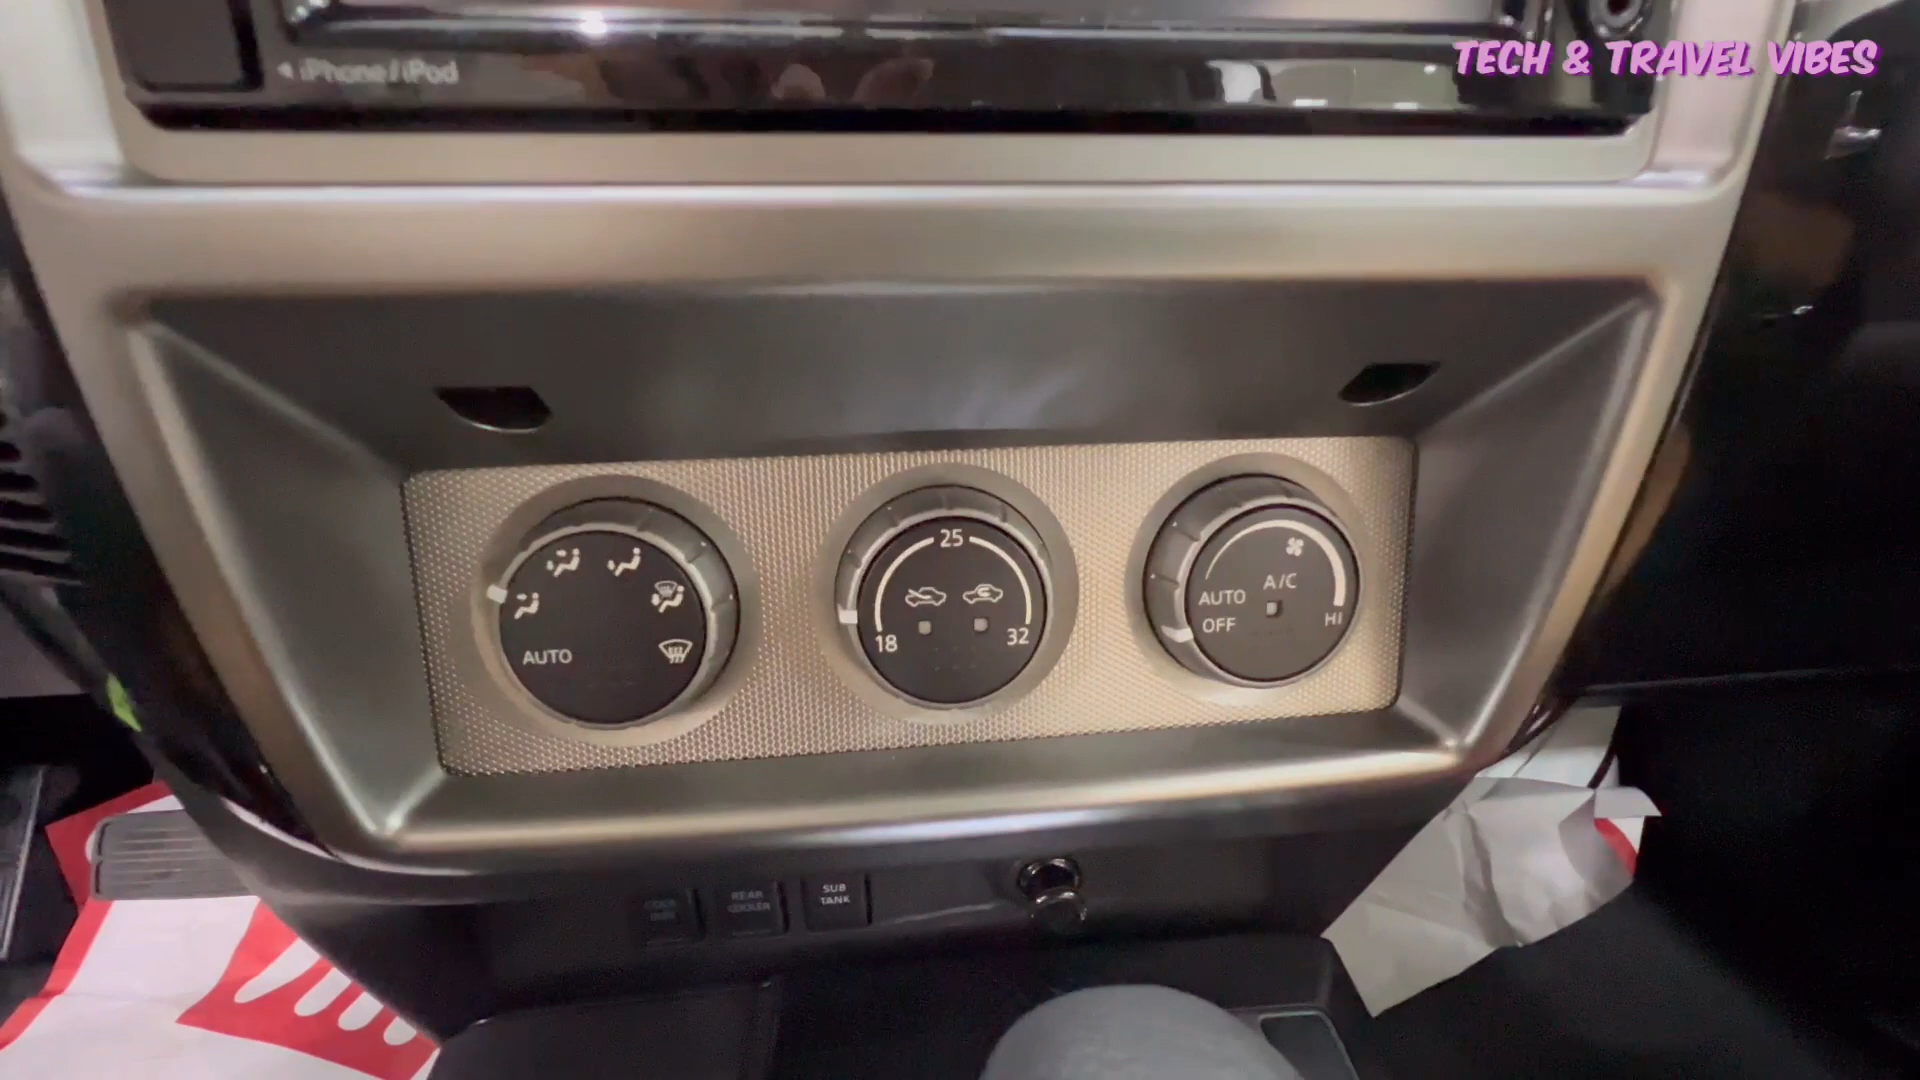 TECH & TRAVEL VIBES
iPhone/iPod
AUTO
25
18
32
A/C
AUTO
OFF
HI
REAR
COOLER
SUB
TANK